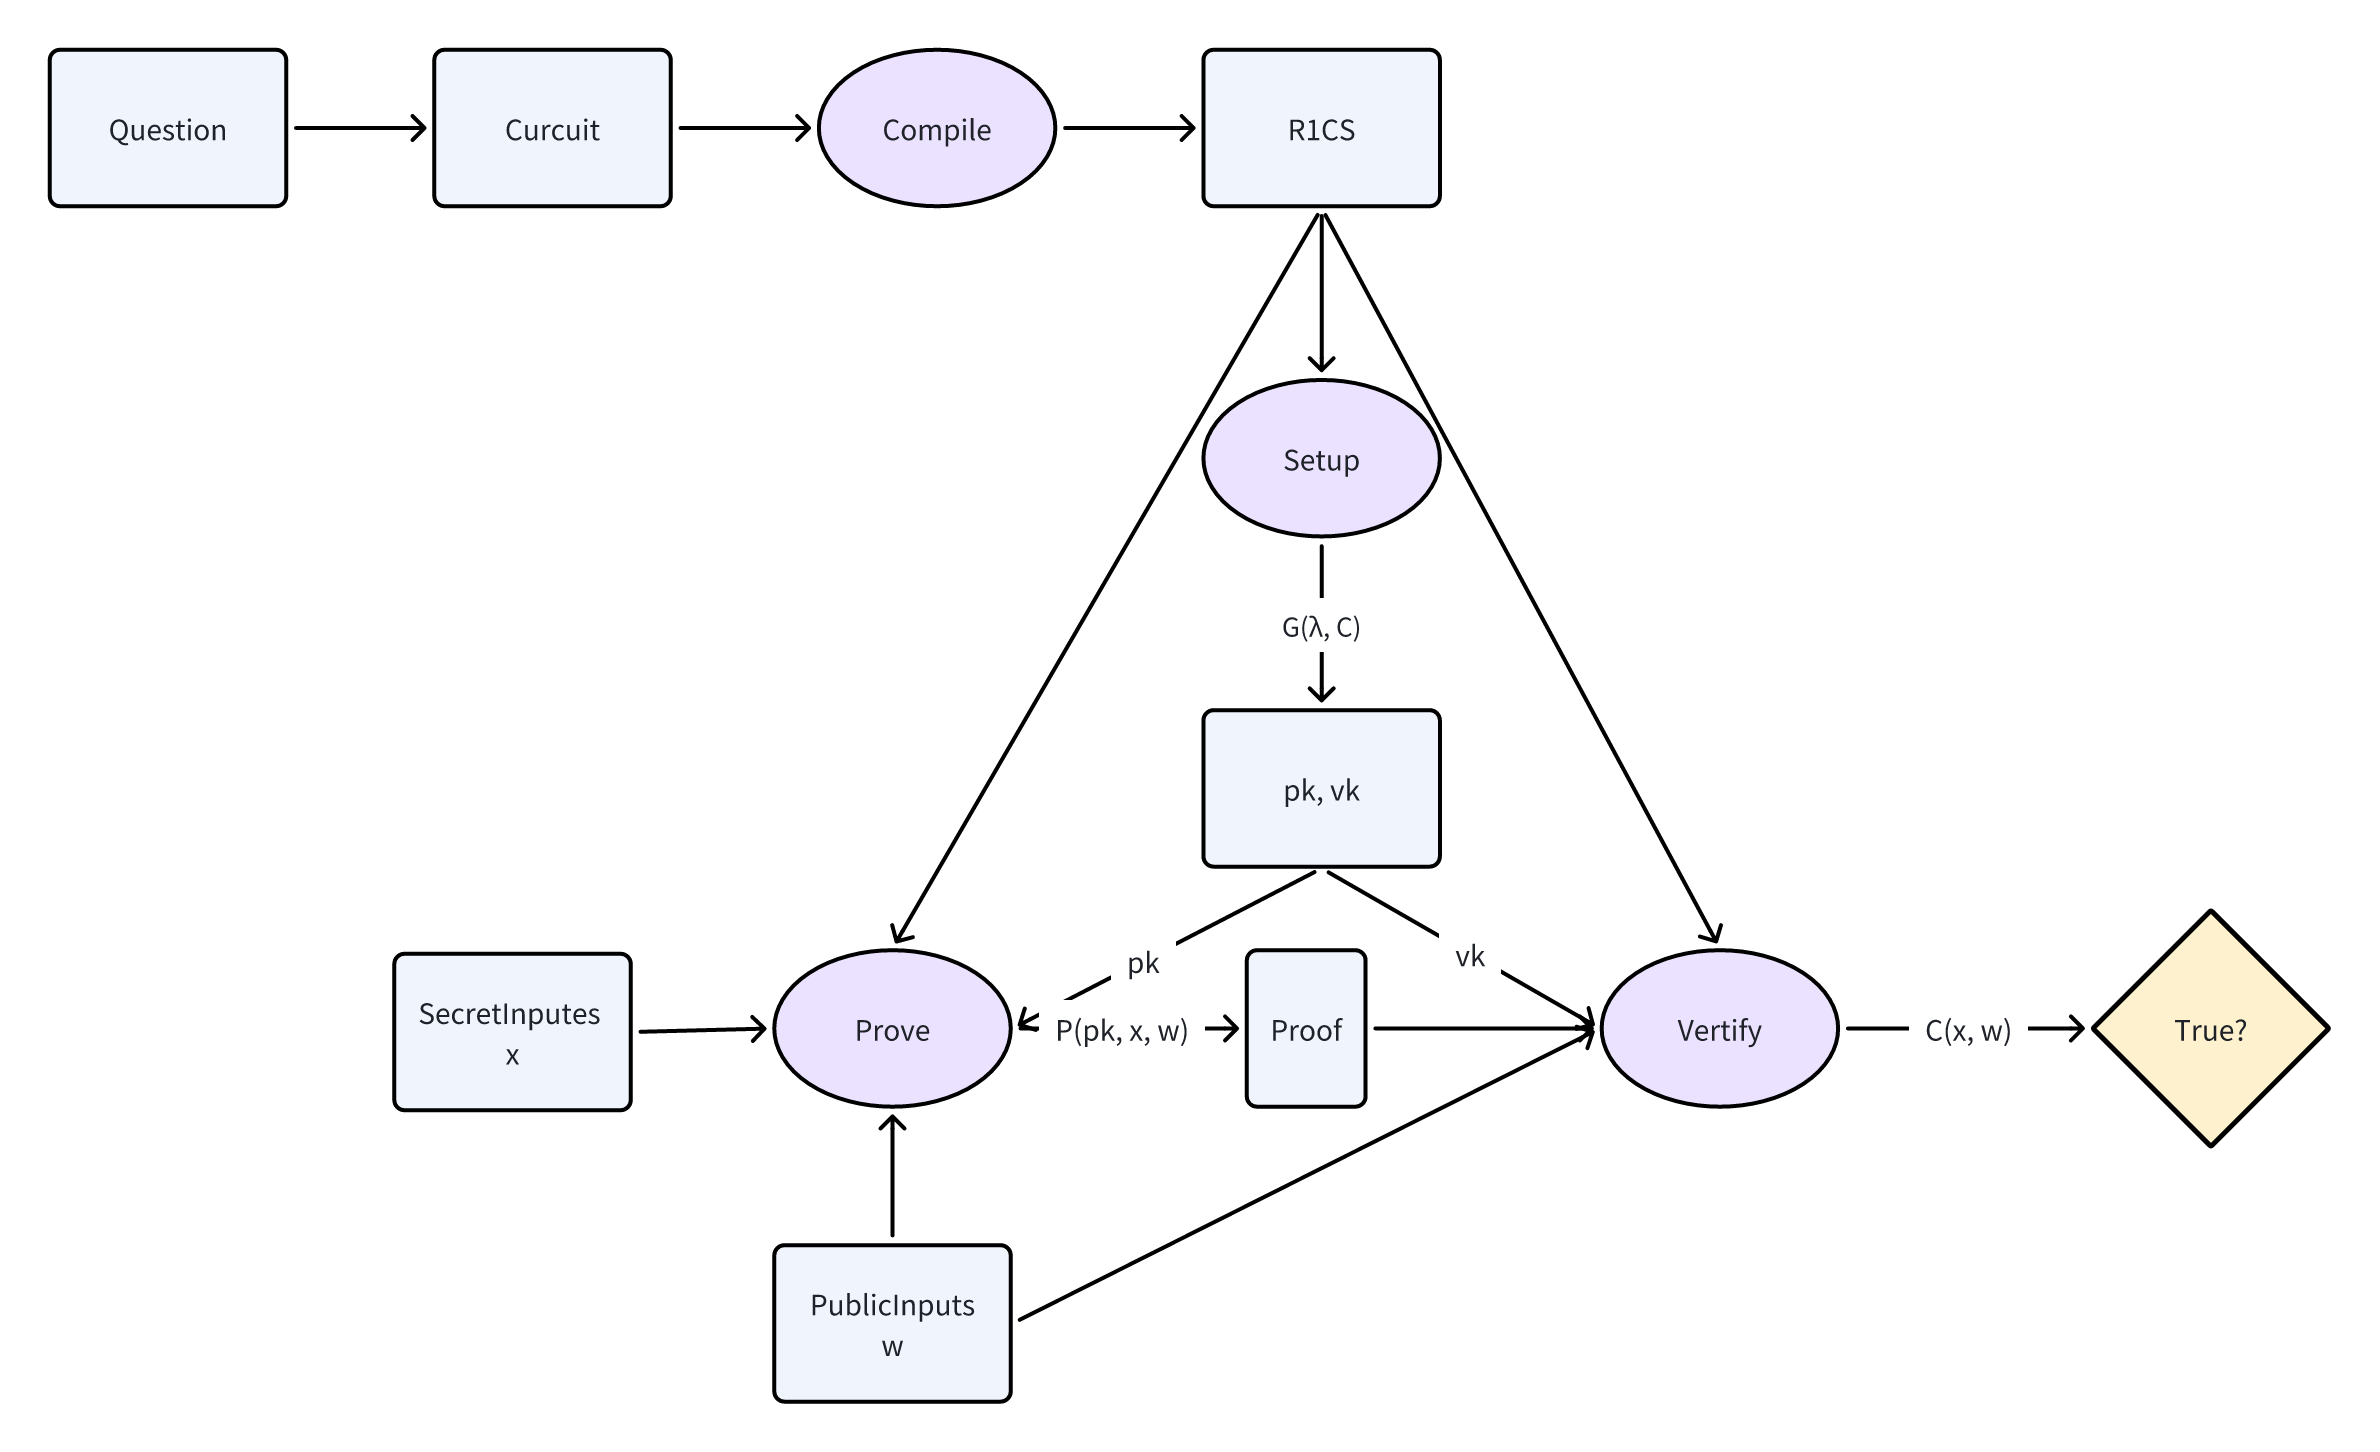 Question
Curcuit
Compile
R1CS
Setup
G(λ, C)
pk, vk
pk
vk
SecretInputes
x
Prove
P(pk, x, w)
Proof
Vertify
C(x, w)
True?
PublicInputs
w